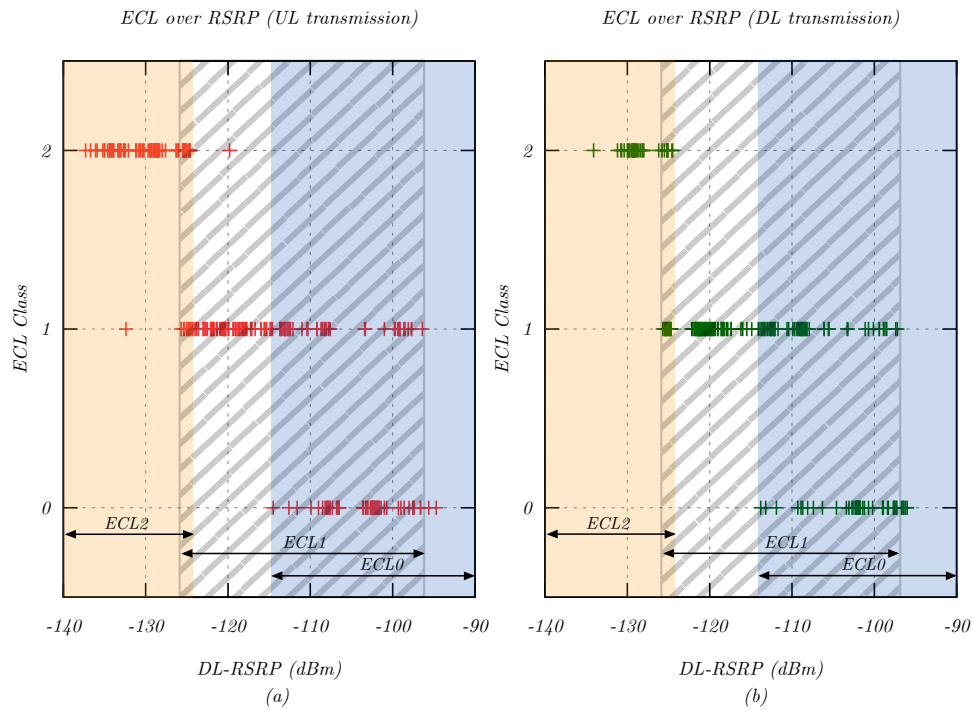 ECL over RSRP (UL transmission)
ECL Class
2
1
0
ECL2
ECL1
ECL0
-140 -130 -120 -110 -100 -90
DL-RSRP (dBm)
(a)
ECL over RSRP (DL transmission)
ECL Class
2
1
0
ECL2
ECL1
ECL0
-140 -130 -120 -110 -100 -90
DL-RSRP (dBm)
(b)